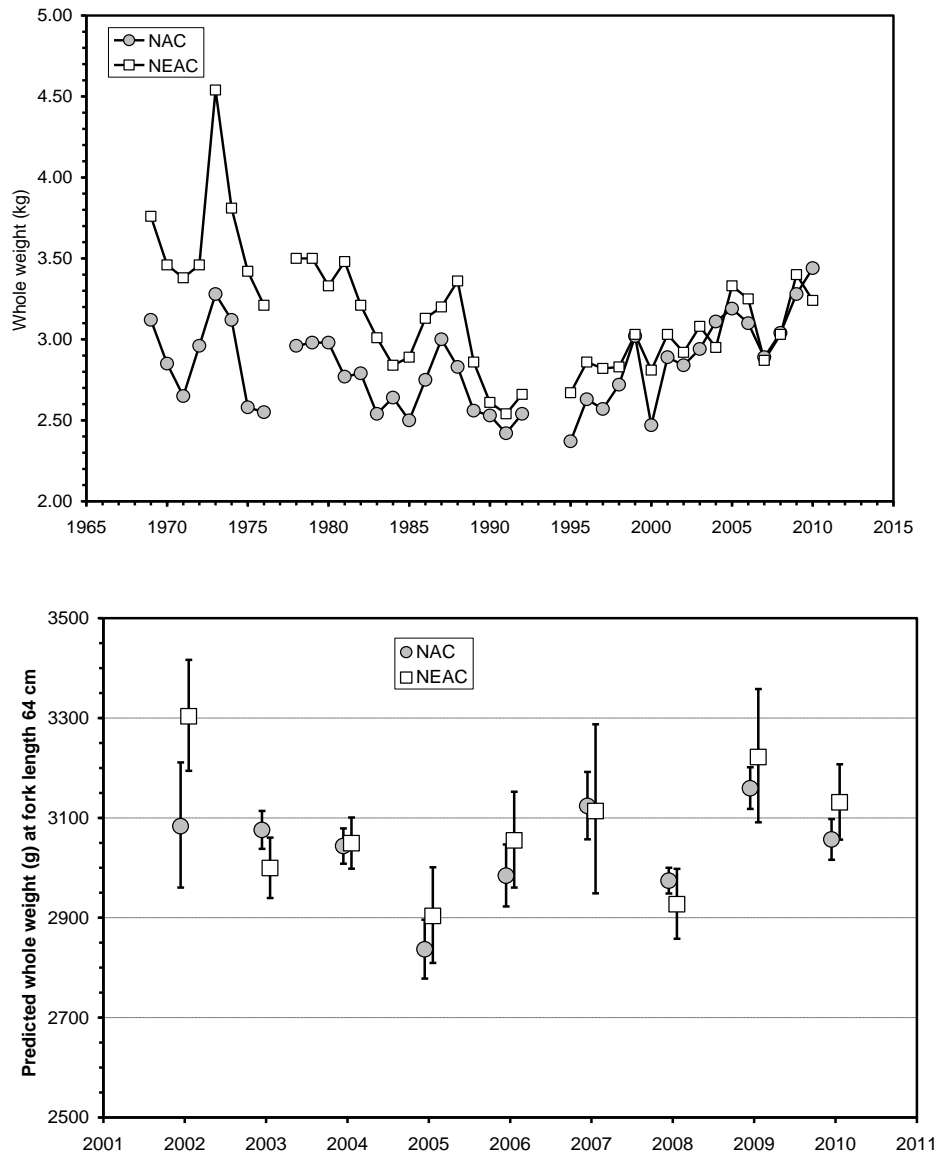 5.00
NAC
NEAC
4.50
4.00
3.50
3.00
2.50
2.00
Whole weight (kg)
1965 1970 1975 1980 1985 1990 1995 2000 2005 2010 2015
3500
NAC
NEAC
3300
3100
2900
2700
2500
Predicted whole weight (g) at fork length 64 cm
2001 2002 2003 2004 2005 2006 2007 2008 2009 2010 2011